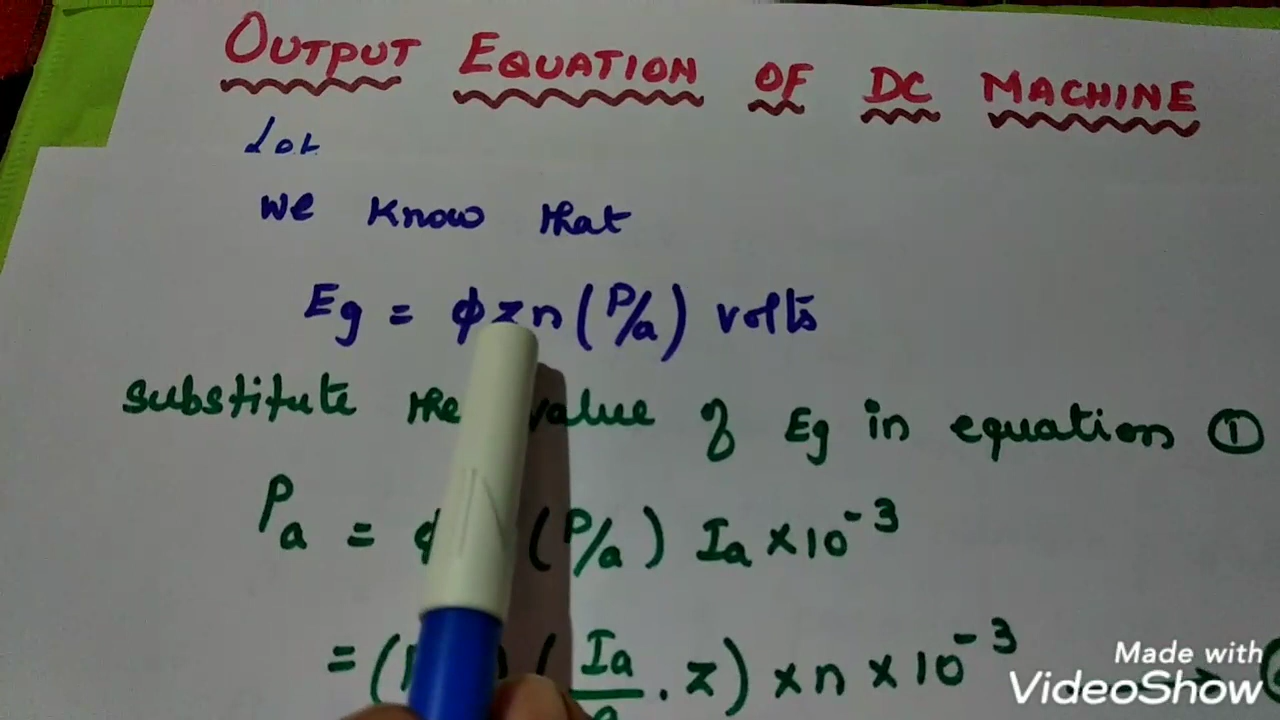 OUTPUT EQUATION OF DC MACHINE
We know that
Eg = ϕzn (P/a) volts
substitute the value of Eg in equation ①
Pa = ϕ (P/a) Ia × 10⁻³
= ( ( Ia . z) × n × 10⁻³
Made with
VideoShow